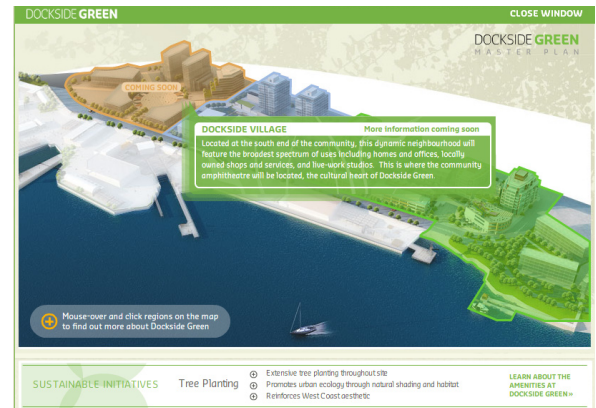 DOCKSIDE GREEN
CLOSE WINDOW
DOCKSIDE GREEN
MASTER PLAN
COMING SOON
DOCKSIDE VILLAGE More Information coming soon
Located at the south end of the community, this dynamic neighbourhood will
feature the broadest spectrum of uses including homes and offices, locally
owned shops and services, and live-work studios. This is where the community
amphitheatre will be located, the cultural heart of Dockside Green.
Mouse-over and click regions on the map
to find out more about Dockside Green
SUSTAINABLE INITIATIVES
Tree Planting
Extensive tree planting throughout site
Promotes urban ecology through natural shading and habitat
Reinforces West Coast aesthetic
LEARN ABOUT THE
AMENITIES AT
DOCKSIDE GREEN »